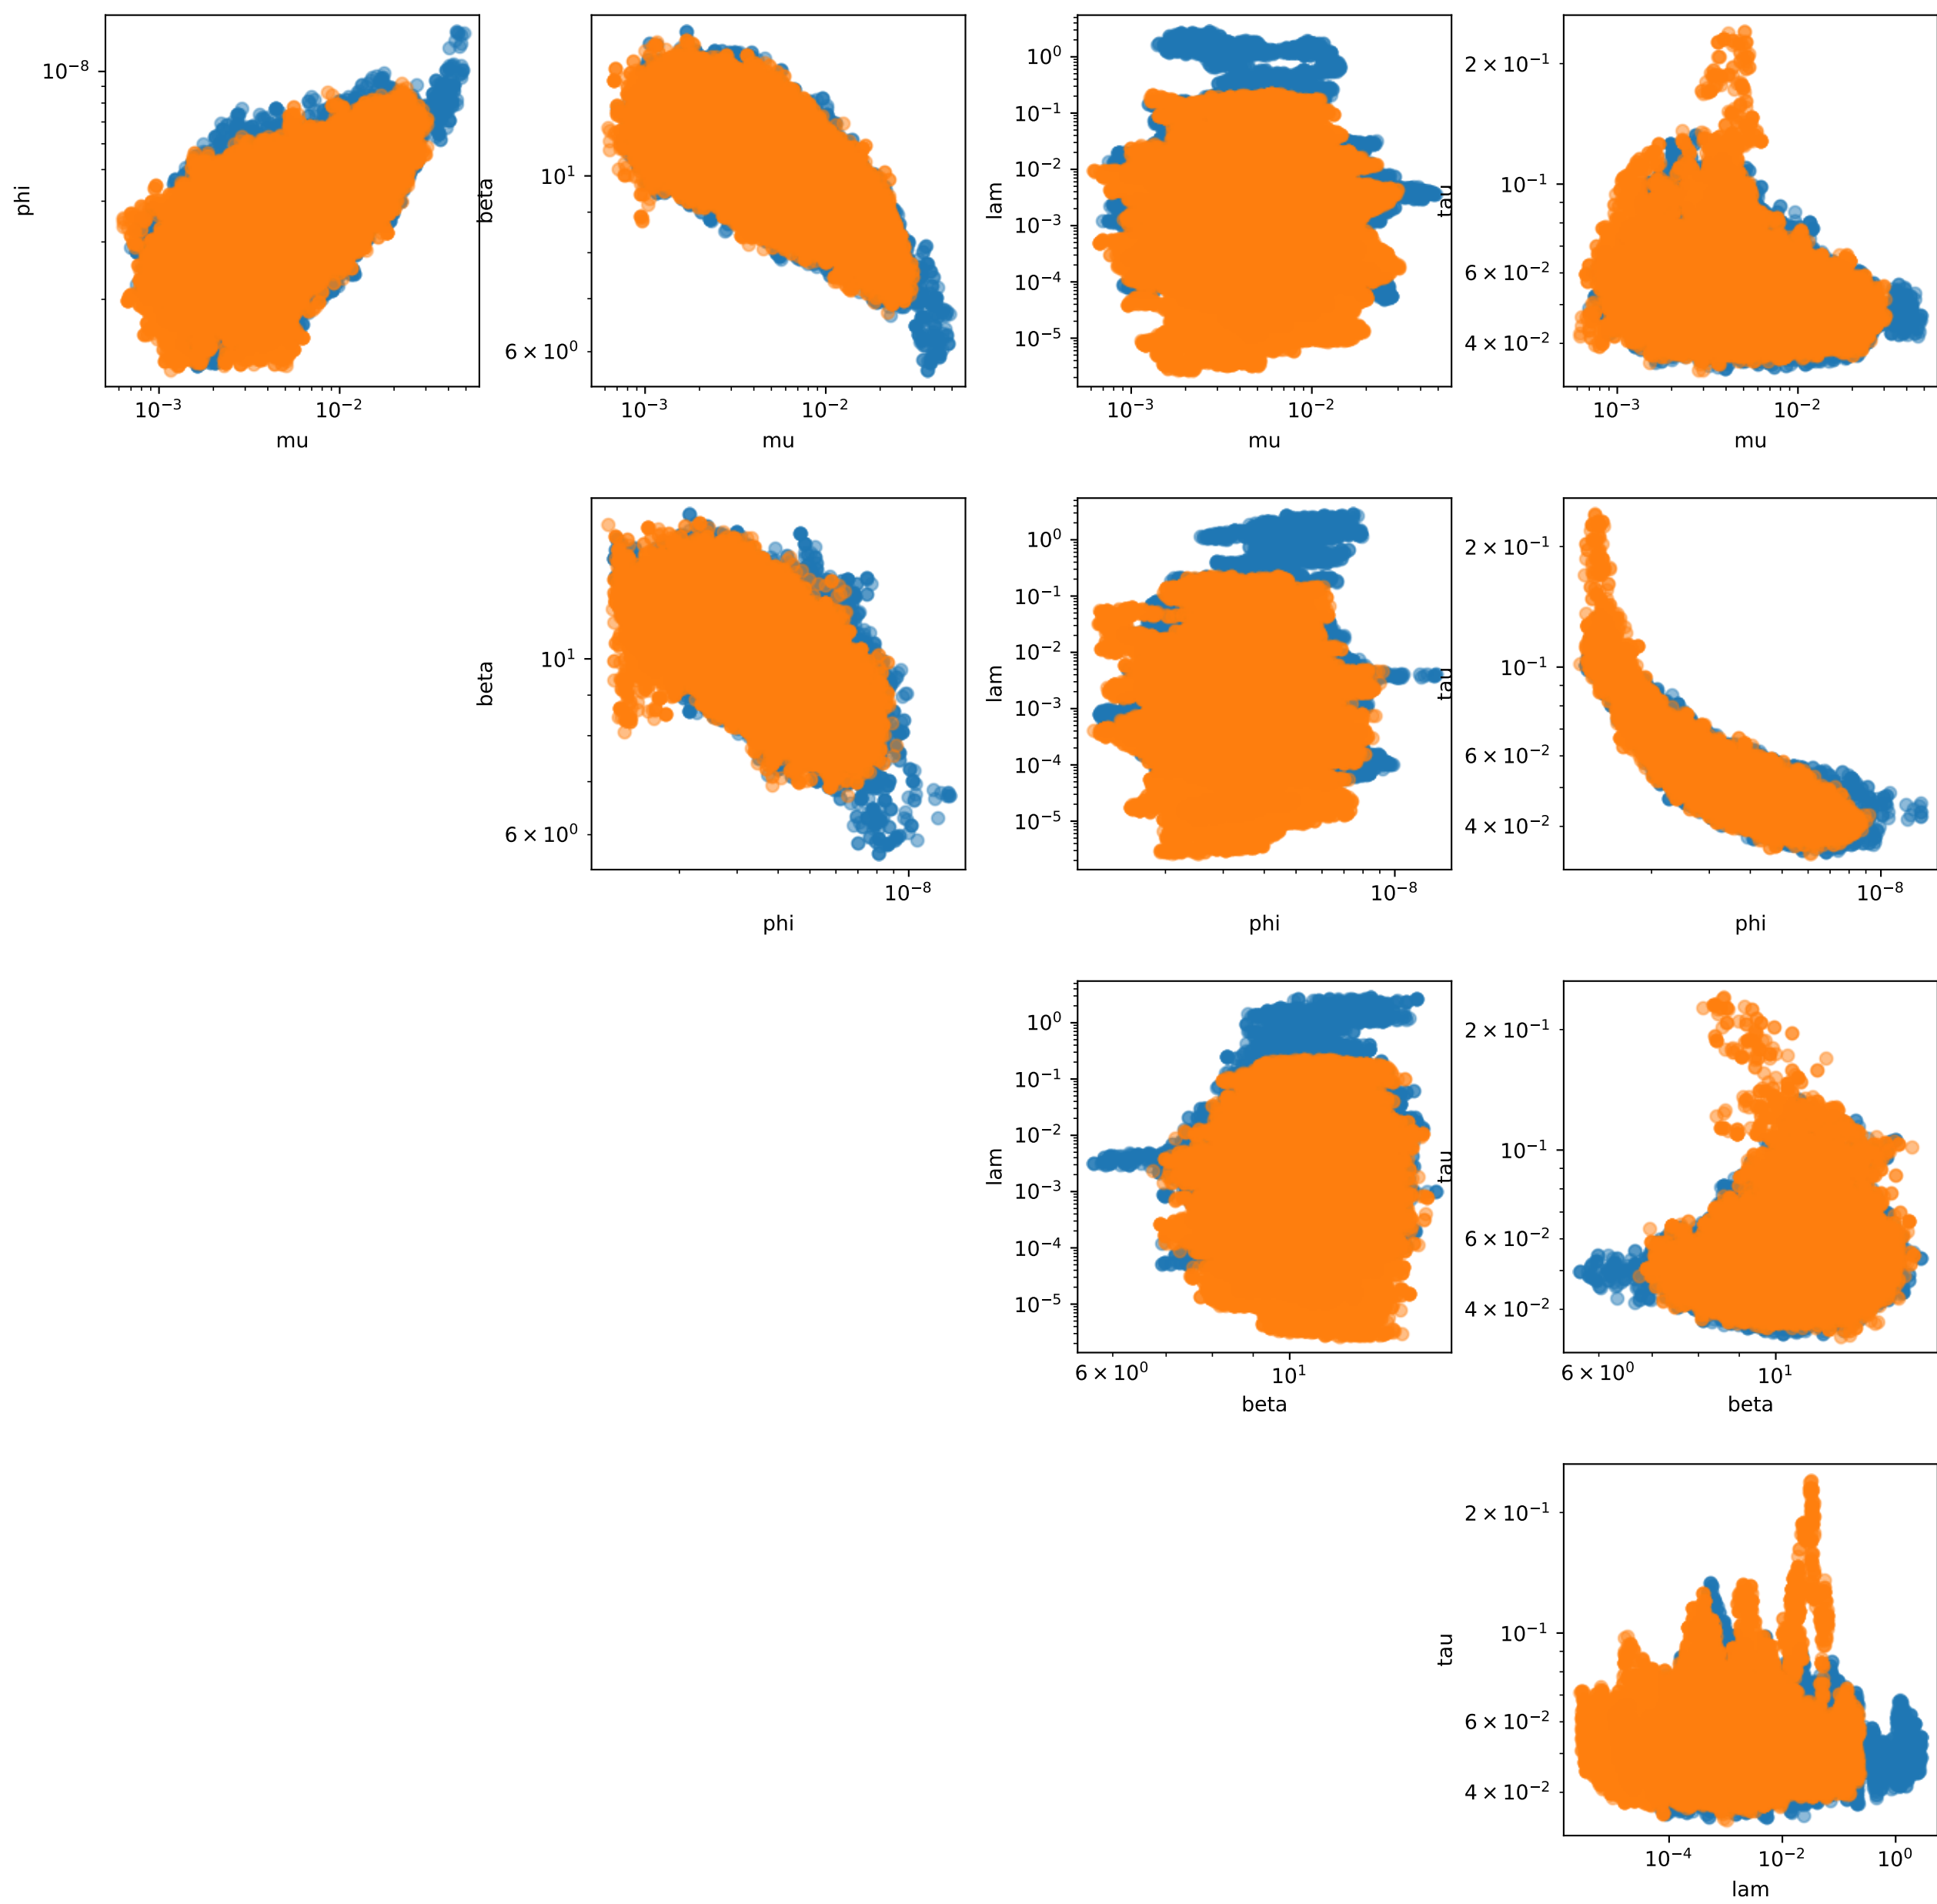 10⁻⁸
phi
10⁻³ 10⁻²
mu
beta
10¹
6 × 10⁰
10⁻³ 10⁻²
mu
lam
10⁰
10⁻¹
10⁻²
10⁻³
10⁻⁴
10⁻⁵
10⁻³ 10⁻²
mu
tau
2 × 10⁻¹
10⁻¹
6 × 10⁻²
4 × 10⁻²
10⁻³ 10⁻²
mu
beta
10¹
6 × 10⁰
10⁻⁸
phi
lam
10⁰
10⁻¹
10⁻²
10⁻³
10⁻⁴
10⁻⁵
10⁻⁸
phi
tau
2 × 10⁻¹
10⁻¹
6 × 10⁻²
4 × 10⁻²
10⁻⁸
phi
lam
10⁰
10⁻¹
10⁻²
10⁻³
10⁻⁴
10⁻⁵
6 × 10⁰ 10¹
beta
tau
2 × 10⁻¹
10⁻¹
6 × 10⁻²
4 × 10⁻²
6 × 10⁰ 10¹
beta
tau
2 × 10⁻¹
10⁻¹
6 × 10⁻²
4 × 10⁻²
10⁻⁴ 10⁻² 10⁰
lam